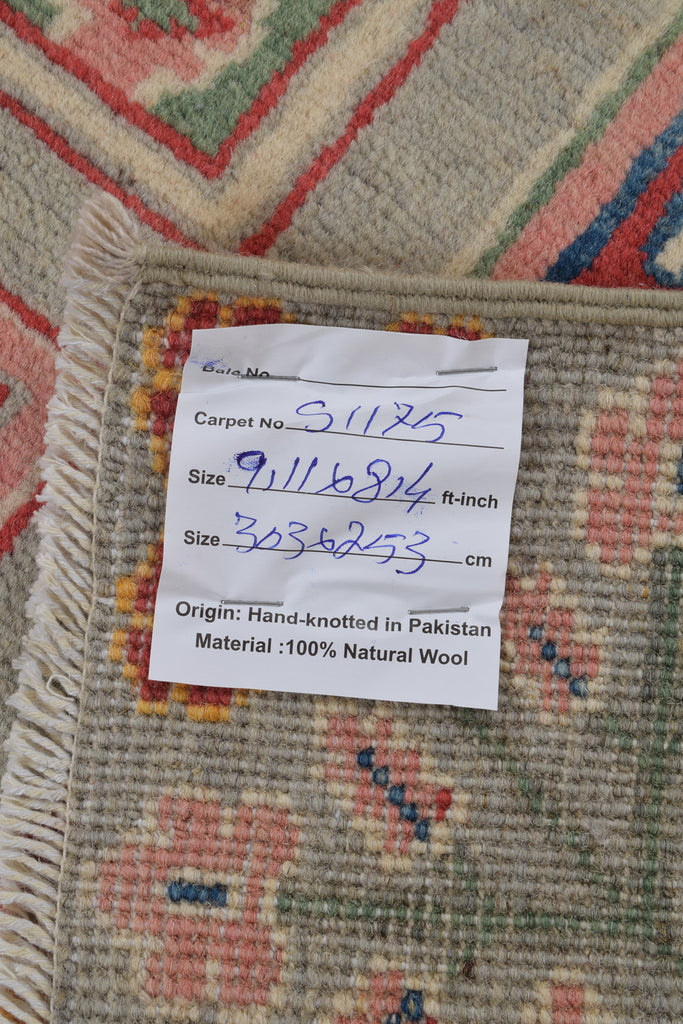 Bale No
Carpet No S1175
Size 9,11x8,4 ft-inch
Size 303x253 cm
Origin: Hand-knotted in Pakistan
Material :100% Natural Wool